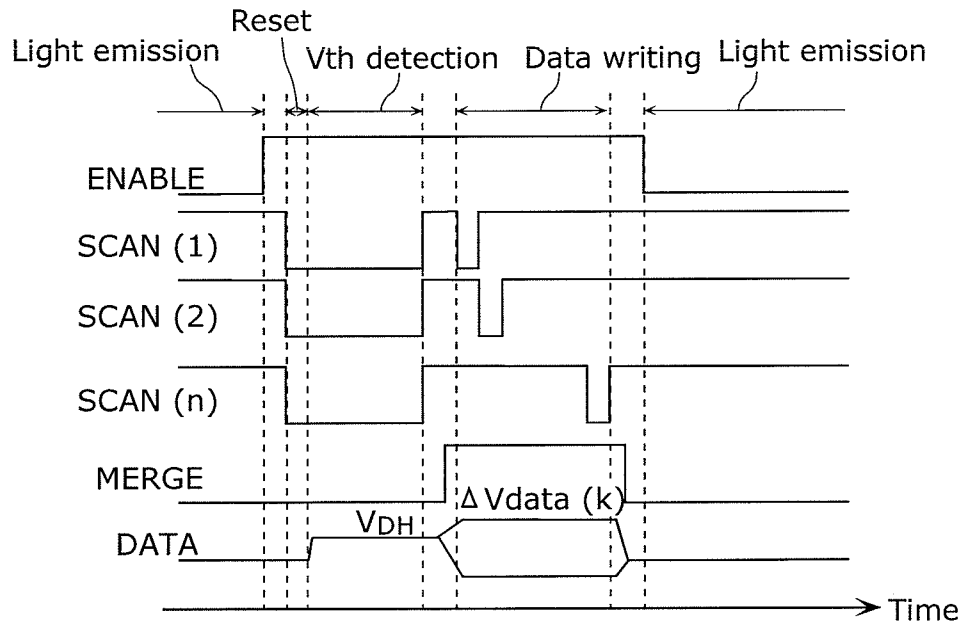 Reset
Light emission
Vth detection
Data writing
Light emission
ENABLE
SCAN (1)
SCAN (2)
SCAN (n)
MERGE
Δ Vdata (k)
VDH
DATA
Time